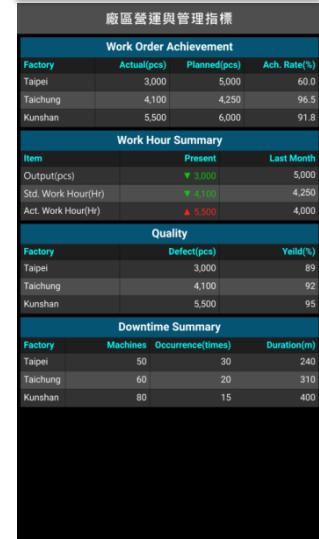 廠區營運與管理指標
Work Order Achievement
Factory Actual(pcs) Planned(pcs) Ach. Rate(%)
Taipei 3,000 5,000 60.0
Taichung 4,100 4,250 96.5
Kunshan 5,500 6,000 91.8
Work Hour Summary
Item Present Last Month
Output(pcs) ▼ 3,000 5,000
Std. Work Hour(Hr) ▼ 4,100 4,250
Act. Work Hour(Hr) ▲ 5,500 4,000
Quality
Factory Defect(pcs) Yeild(%)
Taipei 3,000 89
Taichung 4,100 92
Kunshan 5,500 95
Downtime Summary
Factory Machines Occurrence(times) Duration(m)
Taipei 50 30 240
Taichung 60 20 310
Kunshan 80 15 400